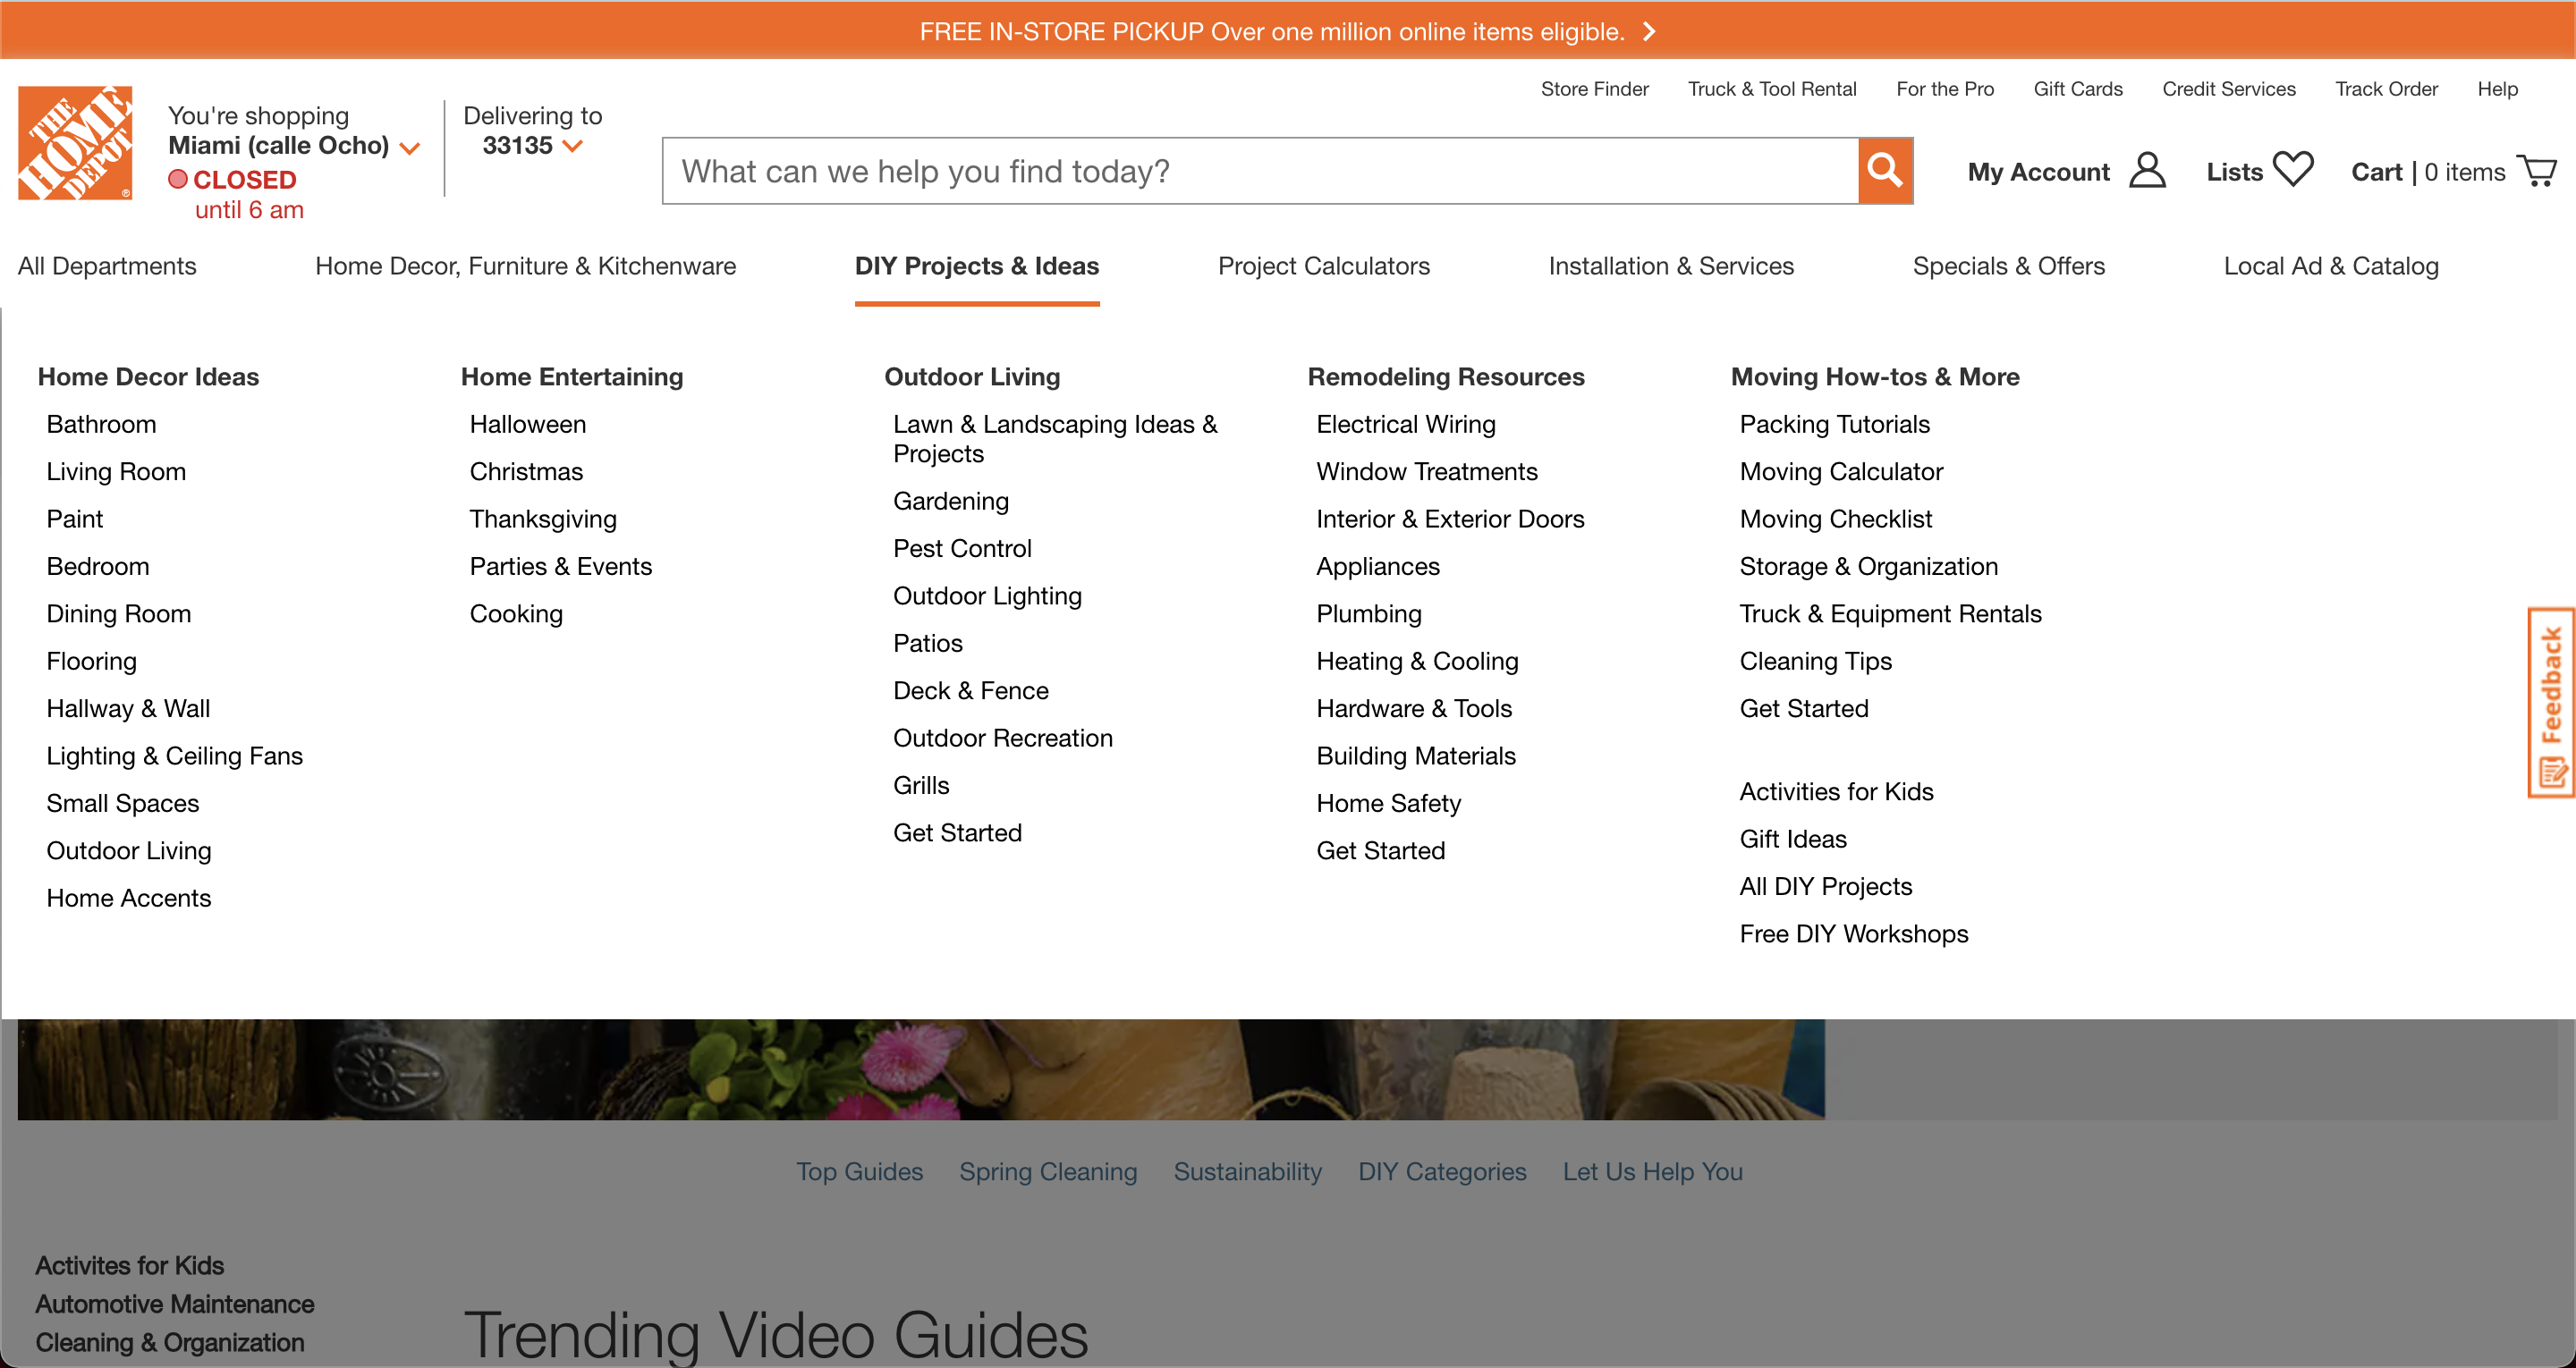 FREE IN-STORE PICKUP Over one million online items eligible.
Store Finder Truck & Tool Rental For the Pro Gift Cards Credit Services Track Order Help
THE
HOME
DEPOT
®
You're shopping
Miami (calle Ocho)
CLOSED
until 6 am
Delivering to
33135
What can we help you find today?
My Account Lists Cart | 0 items
All Departments Home Decor, Furniture & Kitchenware DIY Projects & Ideas Project Calculators Installation & Services Specials & Offers Local Ad & Catalog
Home Decor Ideas
Bathroom
Living Room
Paint
Bedroom
Dining Room
Flooring
Hallway & Wall
Lighting & Ceiling Fans
Small Spaces
Outdoor Living
Home Accents
Home Entertaining
Halloween
Christmas
Thanksgiving
Parties & Events
Cooking
Outdoor Living
Lawn & Landscaping Ideas &
Projects
Gardening
Pest Control
Outdoor Lighting
Patios
Deck & Fence
Outdoor Recreation
Grills
Get Started
Remodeling Resources
Electrical Wiring
Window Treatments
Interior & Exterior Doors
Appliances
Plumbing
Heating & Cooling
Hardware & Tools
Building Materials
Home Safety
Get Started
Moving How-tos & More
Packing Tutorials
Moving Calculator
Moving Checklist
Storage & Organization
Truck & Equipment Rentals
Cleaning Tips
Get Started
Activities for Kids
Gift Ideas
All DIY Projects
Free DIY Workshops
Feedback
Top Guides Spring Cleaning Sustainability DIY Categories Let Us Help You
Activites for Kids
Automotive Maintenance
Cleaning & Organization
Trending Video Guides